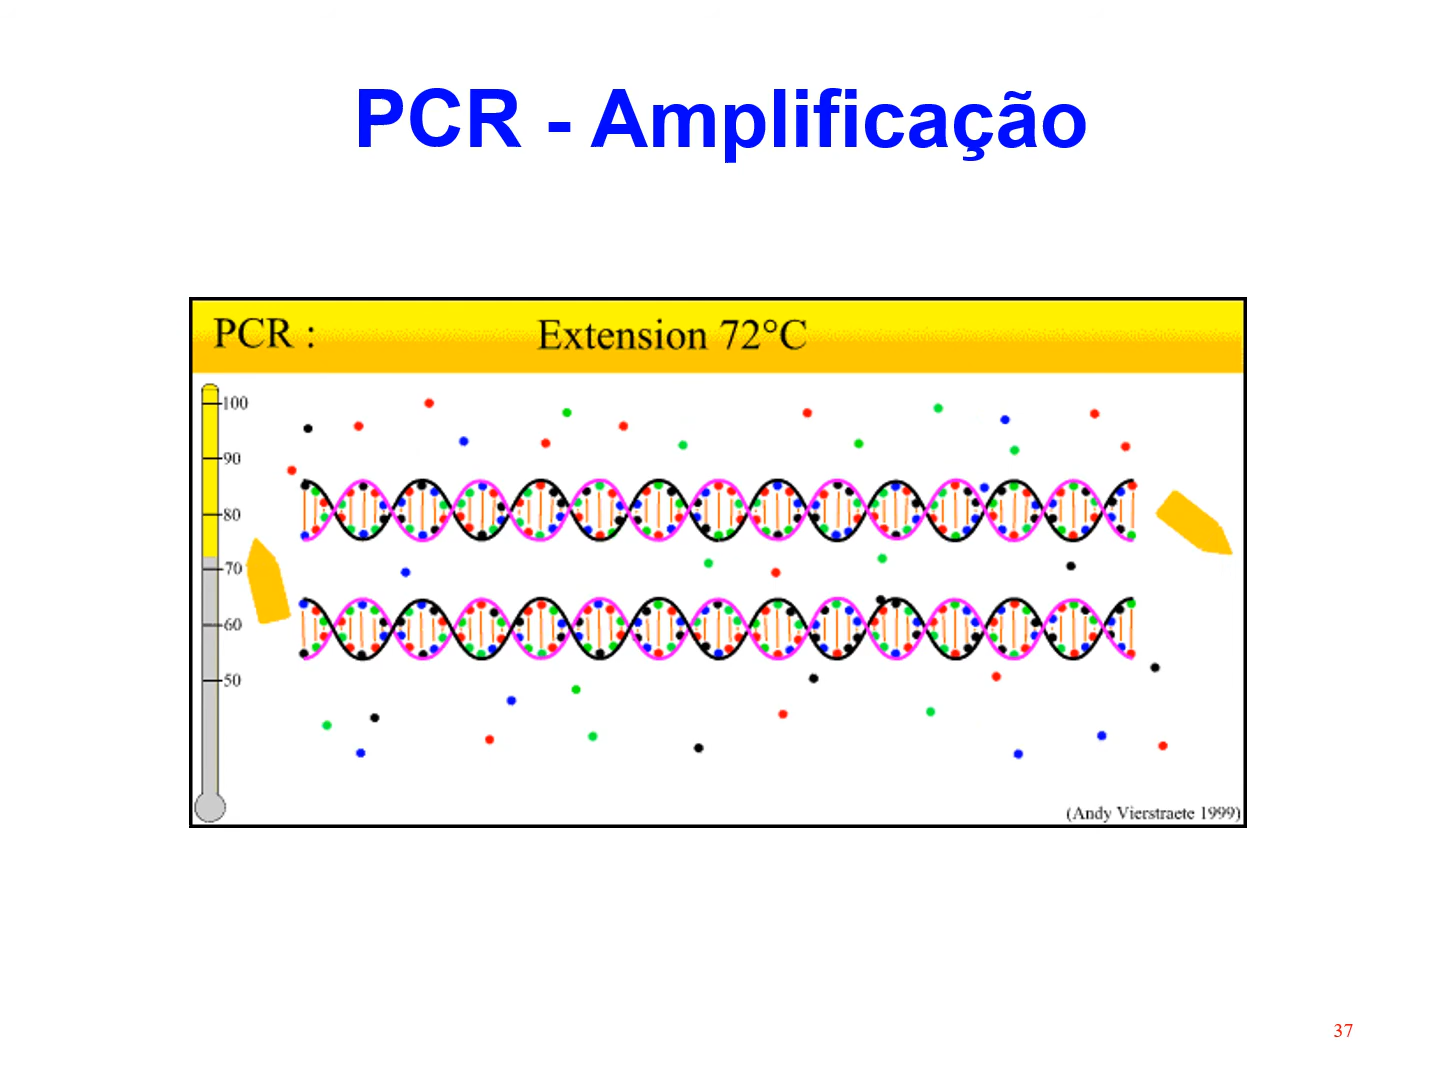 PCR - Amplificação
PCR : Extension 72°C
100
90
80
70
60
50
(Andy Vierstraete 1999)
37